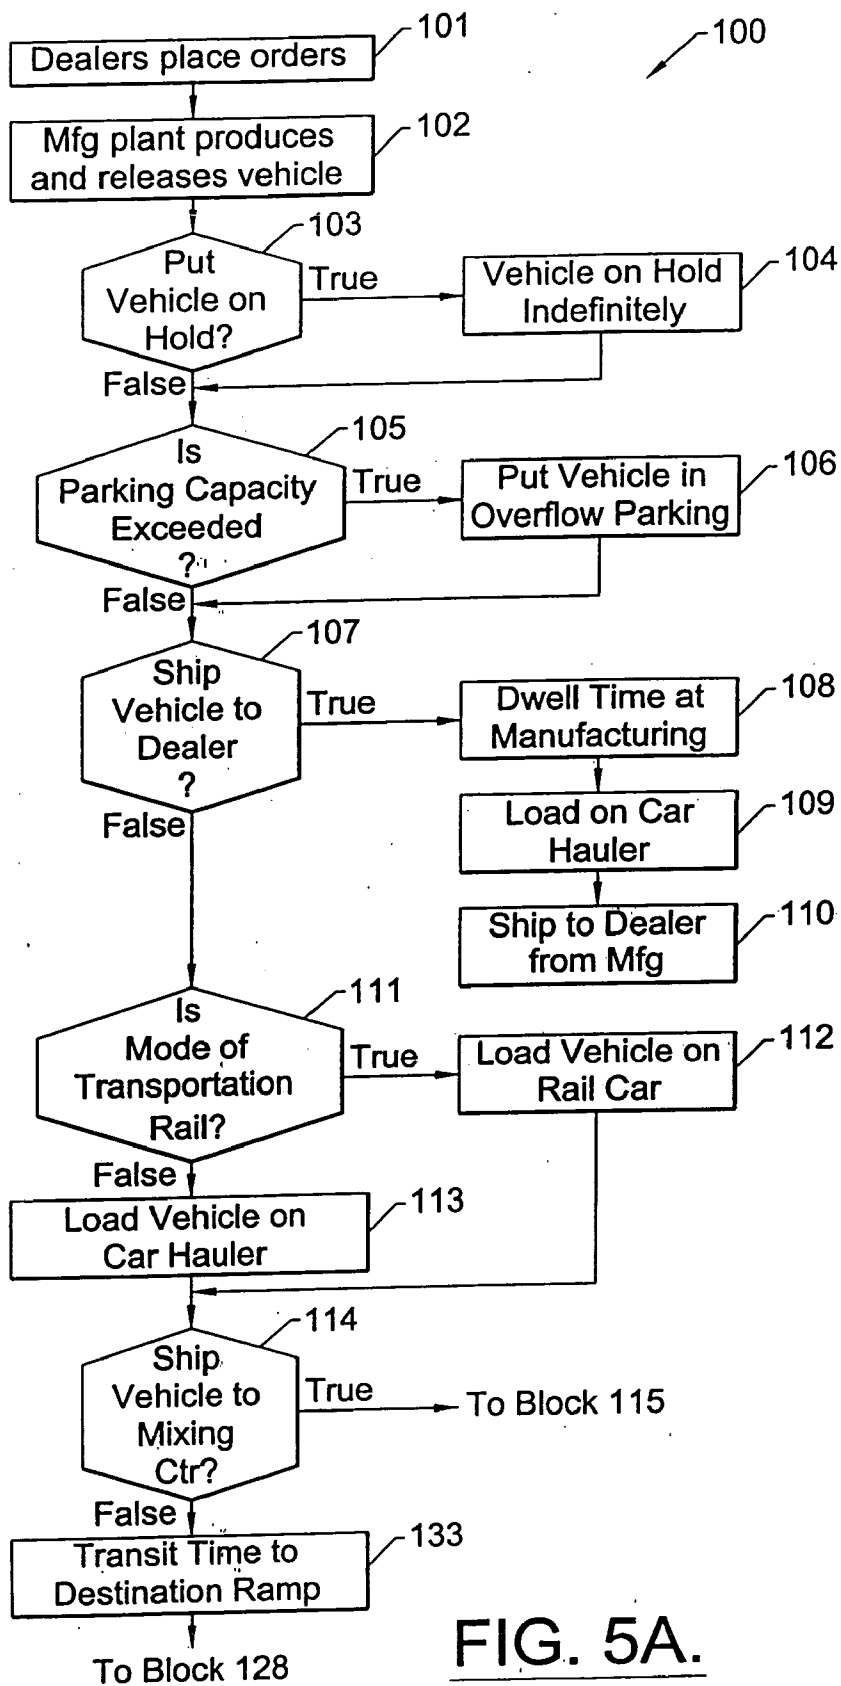 101
100
Dealers place orders
102
Mfg plant produces
and releases vehicle
103
Put
Vehicle on
Hold?
True
Vehicle on Hold
Indefinitely
104
False
105
Is
Parking Capacity
Exceeded
?
True
Put Vehicle in
Overflow Parking
106
False
107
Ship
Vehicle to
Dealer
?
True
Dwell Time at
Manufacturing
108
False
Load on Car
Hauler
109
Ship to Dealer
from Mfg
110
111
Is
Mode of
Transportation
Rail?
True
Load Vehicle on
Rail Car
112
False
Load Vehicle on
Car Hauler
113
114
Ship
Vehicle to
Mixing
Ctr?
True
To Block 115
False
Transit Time to
Destination Ramp
133
To Block 128
FIG. 5A.